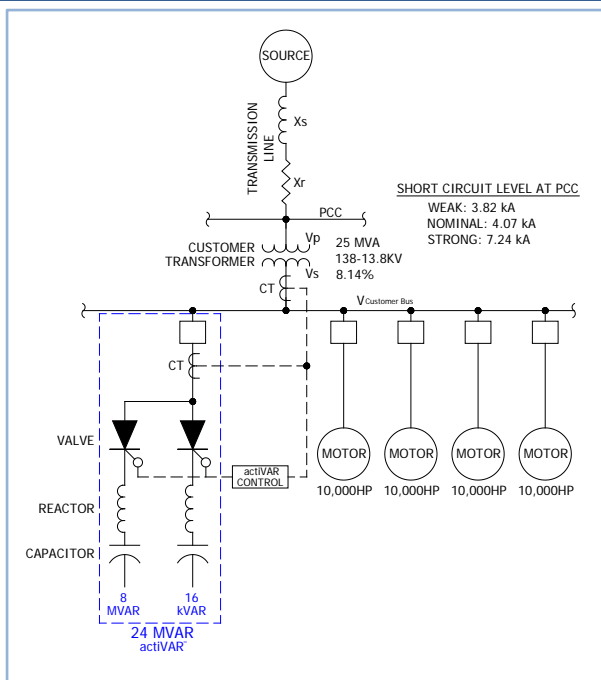 SOURCE
Xs
TRANSMISSION
LINE
Xr
SHORT CIRCUIT LEVEL AT PCC
WEAK: 3.82 kA
NOMINAL: 4.07 kA
STRONG: 7.24 kA
PCC
CUSTOMER
TRANSFORMER
Vp
Vs
25 MVA
138-13.8KV
8.14%
CT
V Customer Bus
CT
VALVE
MOTOR
MOTOR
MOTOR
MOTOR
actiVAR
CONTROL
10,000HP
10,000HP
10,000HP
10,000HP
REACTOR
CAPACITOR
8
MVAR
16
kVAR
24 MVAR
actiVAR™